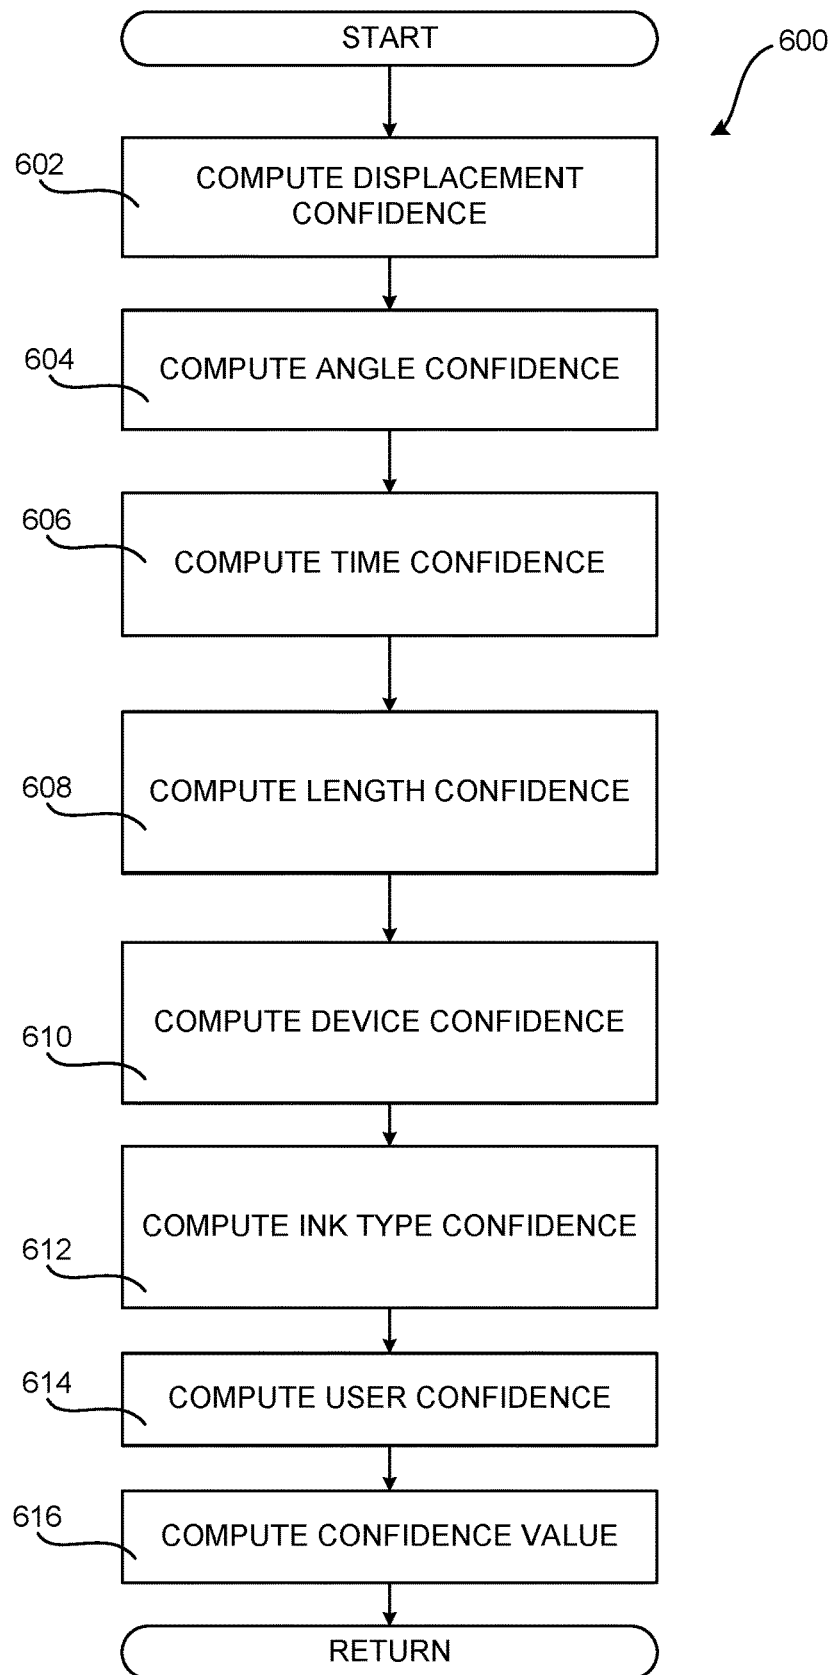 START
600
602
COMPUTE DISPLACEMENT
CONFIDENCE
604
COMPUTE ANGLE CONFIDENCE
606
COMPUTE TIME CONFIDENCE
608
COMPUTE LENGTH CONFIDENCE
610
COMPUTE DEVICE CONFIDENCE
612
COMPUTE INK TYPE CONFIDENCE
614
COMPUTE USER CONFIDENCE
616
COMPUTE CONFIDENCE VALUE
RETURN